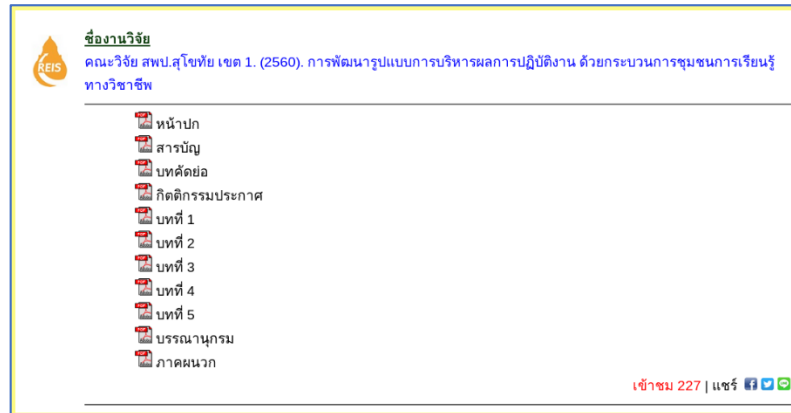 ชื่องานวิจัย
REIS
คณะวิจัย สพป.สุโขทัย เขต 1. (2560). การพัฒนารูปแบบการบริหารผลการปฏิบัติงาน ด้วยกระบวนการชุมชนการเรียนรู้
ทางวิชาชีพ
หน้าปก
สารบัญ
บทคัดย่อ
กิตติกรรมประกาศ
บทที่ 1
บทที่ 2
บทที่ 3
บทที่ 4
บทที่ 5
บรรณานุกรม
ภาคผนวก
เข้าชม 227 | แชร์